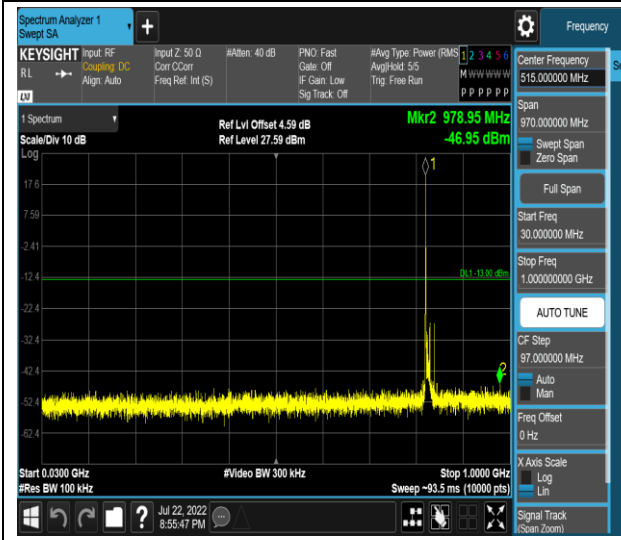 Spectrum Analyzer 1
Swept SA
Frequency
KEYSIGHT
RL
LXI
Input: RF
Coupling: DC
Align: Auto
Input Z: 50 Ω
Corr CCorr
Freq Ref: Int (S)
#Atten: 40 dB
PNO: Fast
Gate: Off
IF Gain: Low
Sig Track: Off
#Avg Type: Power (RMS
Avg|Hold: 5/5
Trig: Free Run
1 2 3 4 5 6
M W W W W W
P P P P P P
1 Spectrum
Scale/Div 10 dB
Log
Ref Lvl Offset 4.59 dB
Ref Level 27.59 dBm
Mkr2 978.95 MHz
-46.95 dBm
1
17.6
7.59
-2.41
-12.4
DL1 -13.00 dBm
-22.4
-32.4
-42.4
2
-52.4
-62.4
Start 0.0300 GHz
#Res BW 100 kHz
#Video BW 300 kHz
Stop 1.0000 GHz
Sweep ~93.5 ms (10000 pts)
?
Jul 22, 2022
8:55:47 PM
Center Frequency
515.000000 MHz
Span
970.000000 MHz
Swept Span
Zero Span
Full Span
Start Freq
30.000000 MHz
Stop Freq
1.000000000 GHz
AUTO TUNE
CF Step
97.000000 MHz
Auto
Man
Freq Offset
0 Hz
X Axis Scale
Log
Lin
Signal Track
(Span Zoom)